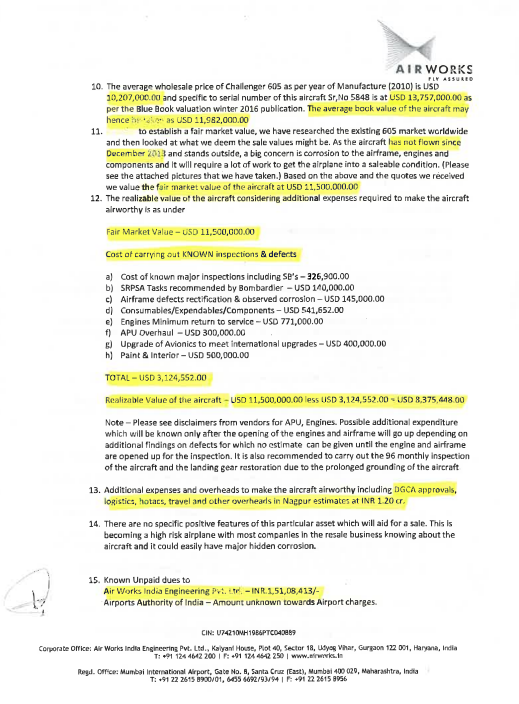 AIRWORKS
FLY ASSURED
10. The average wholesale price of Challenger 605 as per year of Manufacture (2010) is USD
10,207,000.00 and specific to serial number of this aircraft Sr,No 5848 is at USD 13,757,000.00 as
per the Blue Book valuation winter 2016 publication. The average book value of the aircraft may
hence be taken as USD 11,982,000.00
11. to establish a fair market value, we have researched the existing 605 market worldwide
and then looked at what we deem the sale values might be. As the aircraft has not flown since
December 2013 and stands outside, a big concern is corrosion to the airframe, engines and
components and it will require a lot of work to get the airplane into a saleable condition. (Please
see the attached pictures that we have taken.) Based on the above and the quotes we received
we value the fair market value of the aircraft at USD 11,500,000.00
12. The realizable value of the aircraft considering additional expenses required to make the aircraft
airworthy is as under
Fair Market Value – USD 11,500,000.00
Cost of carrying out KNOWN inspections & defects
a) Cost of known major inspections including SB's – 326,900.00
b) SRPSA Tasks recommended by Bombardier – USD 140,000.00
c) Airframe defects rectification & observed corrosion – USD 145,000.00
d) Consumables/Expendables/Components – USD 541,652.00
e) Engines Minimum return to service – USD 771,000.00
f) APU Overhaul – USD 300,000.00
g) Upgrade of Avionics to meet international upgrades – USD 400,000.00
h) Paint & Interior – USD 500,000.00
TOTAL – USD 3,124,552.00
Realizable Value of the aircraft – USD 11,500,000.00 less USD 3,124,552.00 = USD 8,375,448.00
Note – Please see disclaimers from vendors for APU, Engines. Possible additional expenditure
which will be known only after the opening of the engines and airframe will go up depending on
additional findings on defects for which no estimate can be given until the engine and airframe
are opened up for the inspection. It is also recommended to carry out the 96 monthly inspection
of the aircraft and the landing gear restoration due to the prolonged grounding of the aircraft
13. Additional expenses and overheads to make the aircraft airworthy including DGCA approvals,
logistics, hotacs, travel and other overheads in Nagpur estimates at INR 1.20 cr.
14. There are no specific positive features of this particular asset which will aid for a sale. This is
becoming a high risk airplane with most companies in the resale business knowing about the
aircraft and it could easily have major hidden corrosion.
15. Known Unpaid dues to
Air Works India Engineering Pvt. Ltd. – INR.1,51,08,413/-
Airports Authority of India – Amount unknown towards Airport charges.
CIN: U74210MH1986PTC040889
Corporate Office: Air Works India Engineering Pvt. Ltd., Kalyani House, Plot 40, Sector 18, Udyog Vihar, Gurgaon 122 001, Haryana, India
T: +91 124 4642 200 | F: +91 124 4642 250 | www.airworks.in
Regd. Office: Mumbai International Airport, Gate No. 8, Santa Cruz (East), Mumbai 400 029, Maharashtra, India
T: +91 22 2615 8900/01, 6455 6692/93/94 | F: +91 22 2615 8956